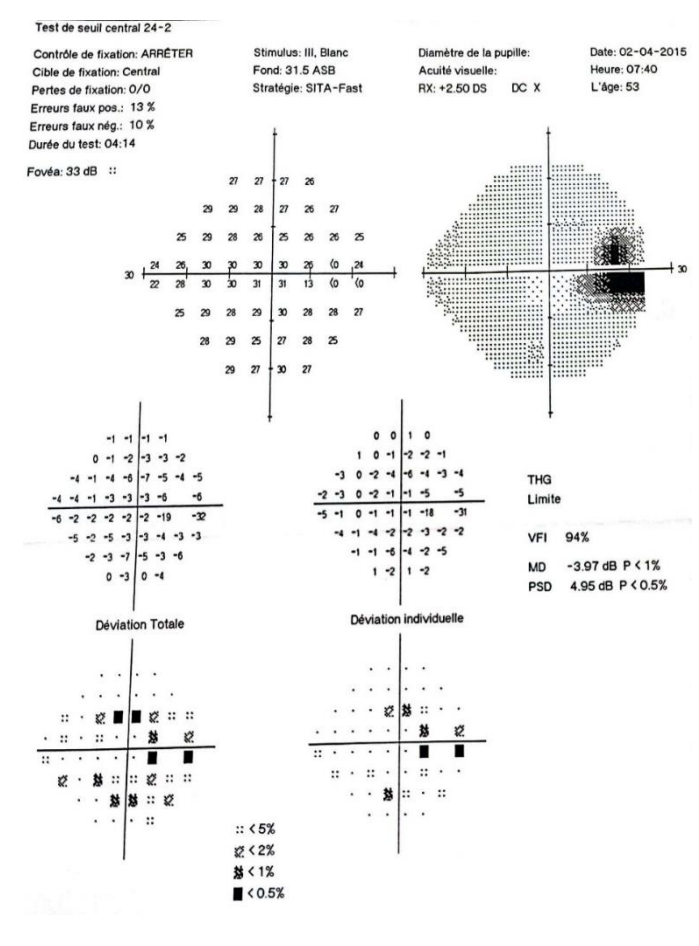 Test de seuil central 24-2
Contrôle de fixation: ARRÊTER
Cible de fixation: Central
Pertes de fixation: 0/0
Erreurs faux pos.: 13 %
Erreurs faux nég.: 10 %
Durée du test: 04:14
Stimulus: III, Blanc
Fond: 31.5 ASB
Stratégie: SITA-Fast
Diamètre de la pupille:
Acuité visuelle:
RX: +2.50 DS DC X
Date: 02-04-2015
Heure: 07:40
L'âge: 53
Fovéa: 33 dB ::
27 27 27 26
29 29 28 27 26 27
25 29 28 26 25 26 26 25
24 26 30 30 30 30 26 <0 24
30
22 28 30 30 31 31 13 <0 <0
25 29 28 29 30 28 28 27
28 29 25 27 28 25
29 27 30 27
30
-1 -1 -1 -1
0 -1 -2 -3 -3 -2
-4 -1 -4 -6 -7 -5 -4 -5
-4 -4 -1 -3 -3 -3 -6 -6
-6 -2 -2 -2 -2 -2 -19 -32
-5 -2 -5 -3 -3 -4 -3 -3
-2 -3 -7 -5 -3 -6
0 -3 0 -4
Déviation Totale
0 0 1 0
1 0 -1 -2 -2 -1
-3 0 -2 -4 -6 -4 -3 -4
-2 -3 0 -2 -1 -1 -5 -5
-5 -1 0 -1 -1 -1 -18 -31
-4 -1 -4 -2 -2 -3 -2 -2
-1 -1 -6 -4 -2 -5
1 -2 1 -2
Déviation individuelle
THG
Limite
VFI 94%
MD -3.97 dB P < 1%
PSD 4.95 dB P < 0.5%
:: < 5%
< 2%
< 1%
< 0.5%